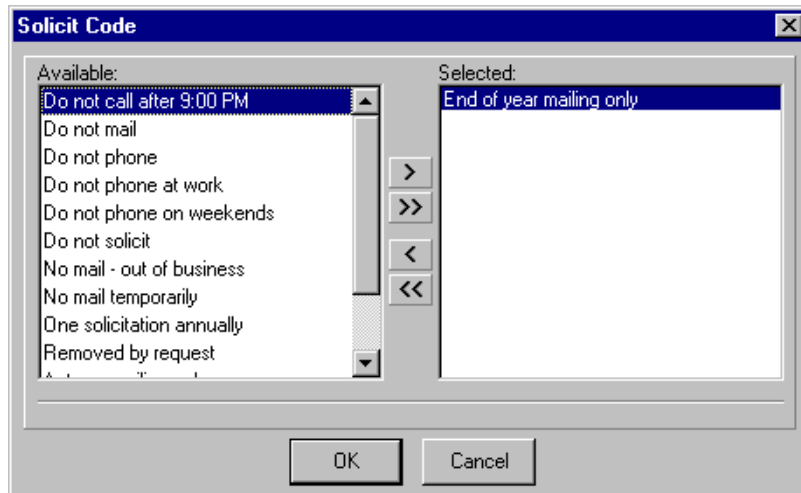 Solicit Code
Available:
Do not call after 9:00 PM
Do not mail
Do not phone
Do not phone at work
Do not phone on weekends
Do not solicit
No mail - out of business
No mail temporarily
One solicitation annually
Removed by request
>
>>
<
<<
Selected:
End of year mailing only
OK
Cancel